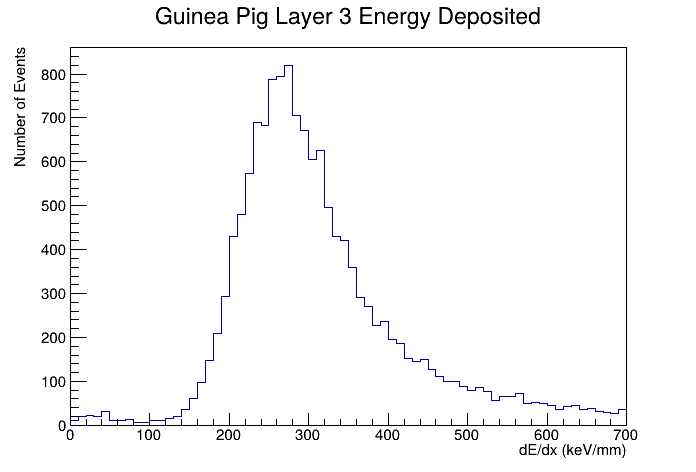 Guinea Pig Layer 3 Energy Deposited
Number of Events
800
700
600
500
400
300
200
100
0
0 100 200 300 400 500 600 700
dE/dx (keV/mm)